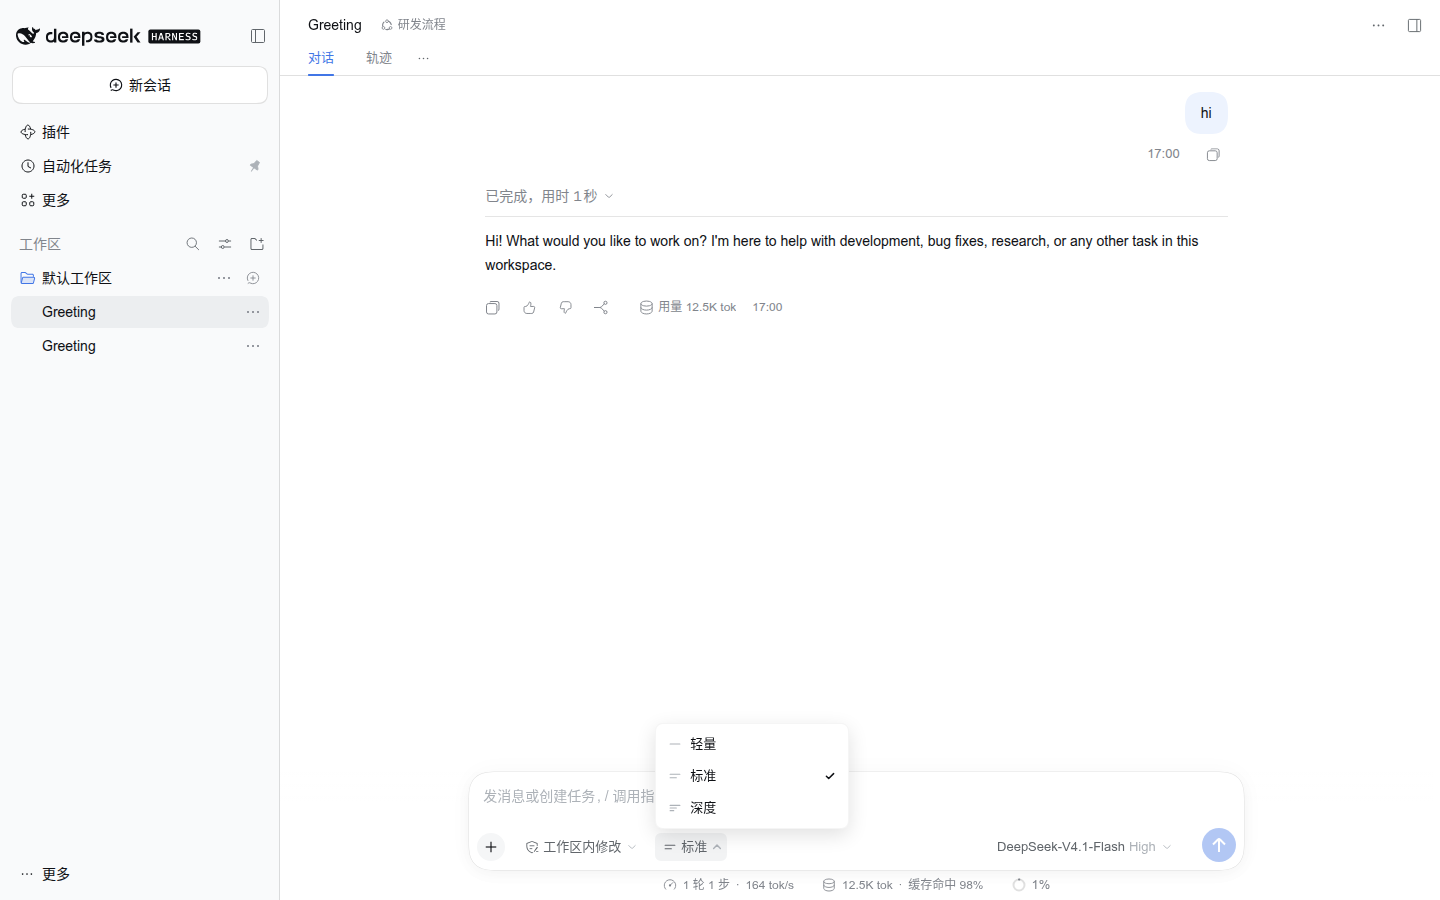 deepseek HARNESS
新会话
插件
自动化任务
更多
工作区
默认工作区
Greeting
Greeting
更多
Greeting 研发流程
对话 轨迹
hi
17:00
已完成，用时 1 秒
Hi! What would you like to work on? I'm here to help with development, bug fixes, research, or any other task in this
workspace.
用量 12.5K tok 17:00
轻量
标准
深度
发消息或创建任务, / 调用指
工作区内修改 标准 DeepSeek-V4.1-Flash High
1 轮 1 步 · 164 tok/s 12.5K tok · 缓存命中 98% 1%